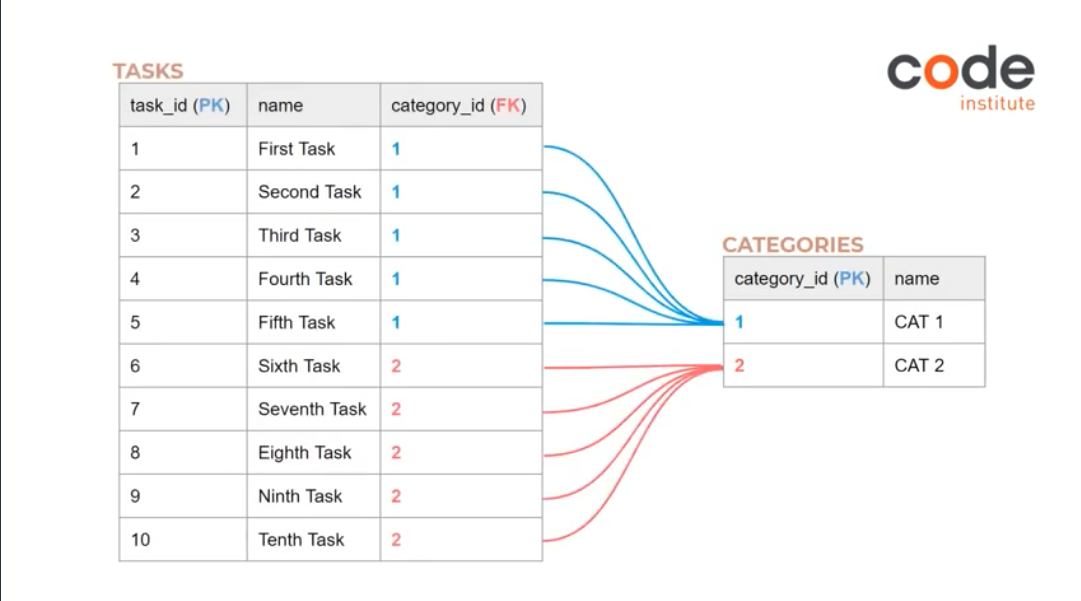 code
institute
TASKS
task_id (PK) name category_id (FK)
1 First Task 1
2 Second Task 1
3 Third Task 1
4 Fourth Task 1
5 Fifth Task 1
6 Sixth Task 2
7 Seventh Task 2
8 Eighth Task 2
9 Ninth Task 2
10 Tenth Task 2
CATEGORIES
category_id (PK) name
1 CAT 1
2 CAT 2